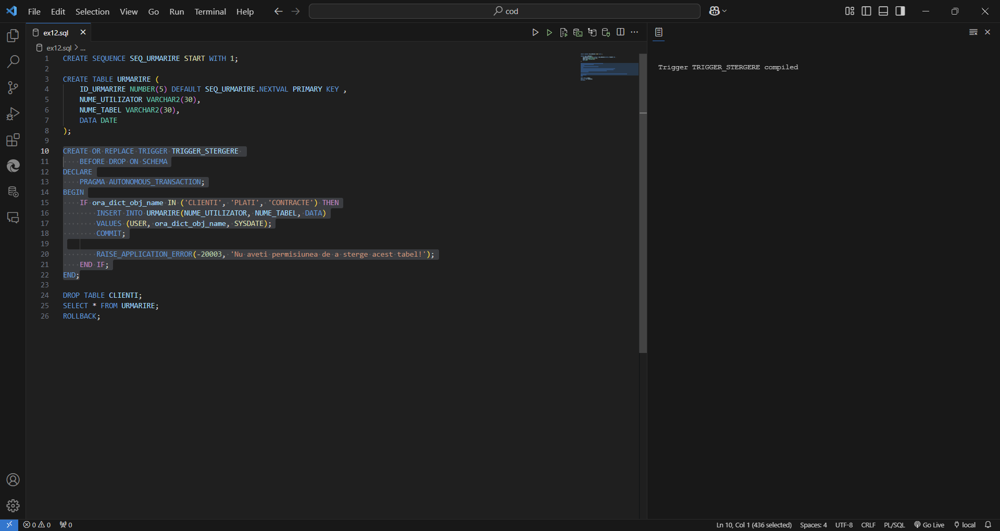 File Edit Selection View Go Run Terminal Help cod
ex12.sql
ex12.sql > ...
1 CREATE SEQUENCE SEQ_URMARIRE START WITH 1;
2
3 CREATE TABLE URMARIRE (
4     ID_URMARIRE NUMBER(5) DEFAULT SEQ_URMARIRE.NEXTVAL PRIMARY KEY ,
5     NUME_UTILIZATOR VARCHAR2(30),
6     NUME_TABEL VARCHAR2(30),
7     DATA DATE
8 );
9
10 CREATE OR REPLACE TRIGGER TRIGGER_STERGERE
11     BEFORE DROP ON SCHEMA
12 DECLARE
13     PRAGMA AUTONOMOUS_TRANSACTION;
14 BEGIN
15     IF ora_dict_obj_name IN ('CLIENTI', 'PLATI', 'CONTRACTE') THEN
16         INSERT INTO URMARIRE(NUME_UTILIZATOR, NUME_TABEL, DATA)
17         VALUES (USER, ora_dict_obj_name, SYSDATE);
18         COMMIT;
19
20         RAISE_APPLICATION_ERROR(-20003, 'Nu aveti permisiunea de a sterge acest tabel!');
21     END IF;
22 END;
23
24 DROP TABLE CLIENTI;
25 SELECT * FROM URMARIRE;
26 ROLLBACK;
Trigger TRIGGER_STERGERE compiled
0 0 0 Ln 10, Col 1 (436 selected) Spaces: 4 UTF-8 CRLF PL/SQL Go Live local